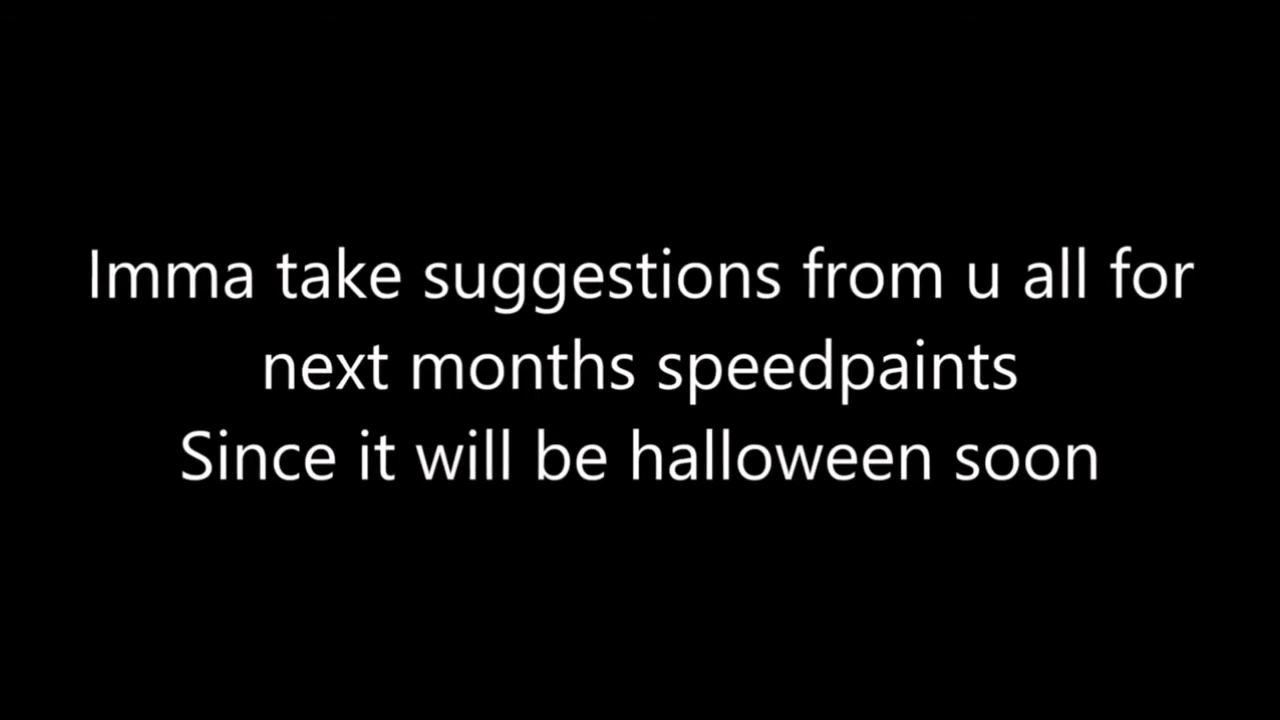 Imma take suggestions from u all for
next months speedpaints
Since it will be halloween soon